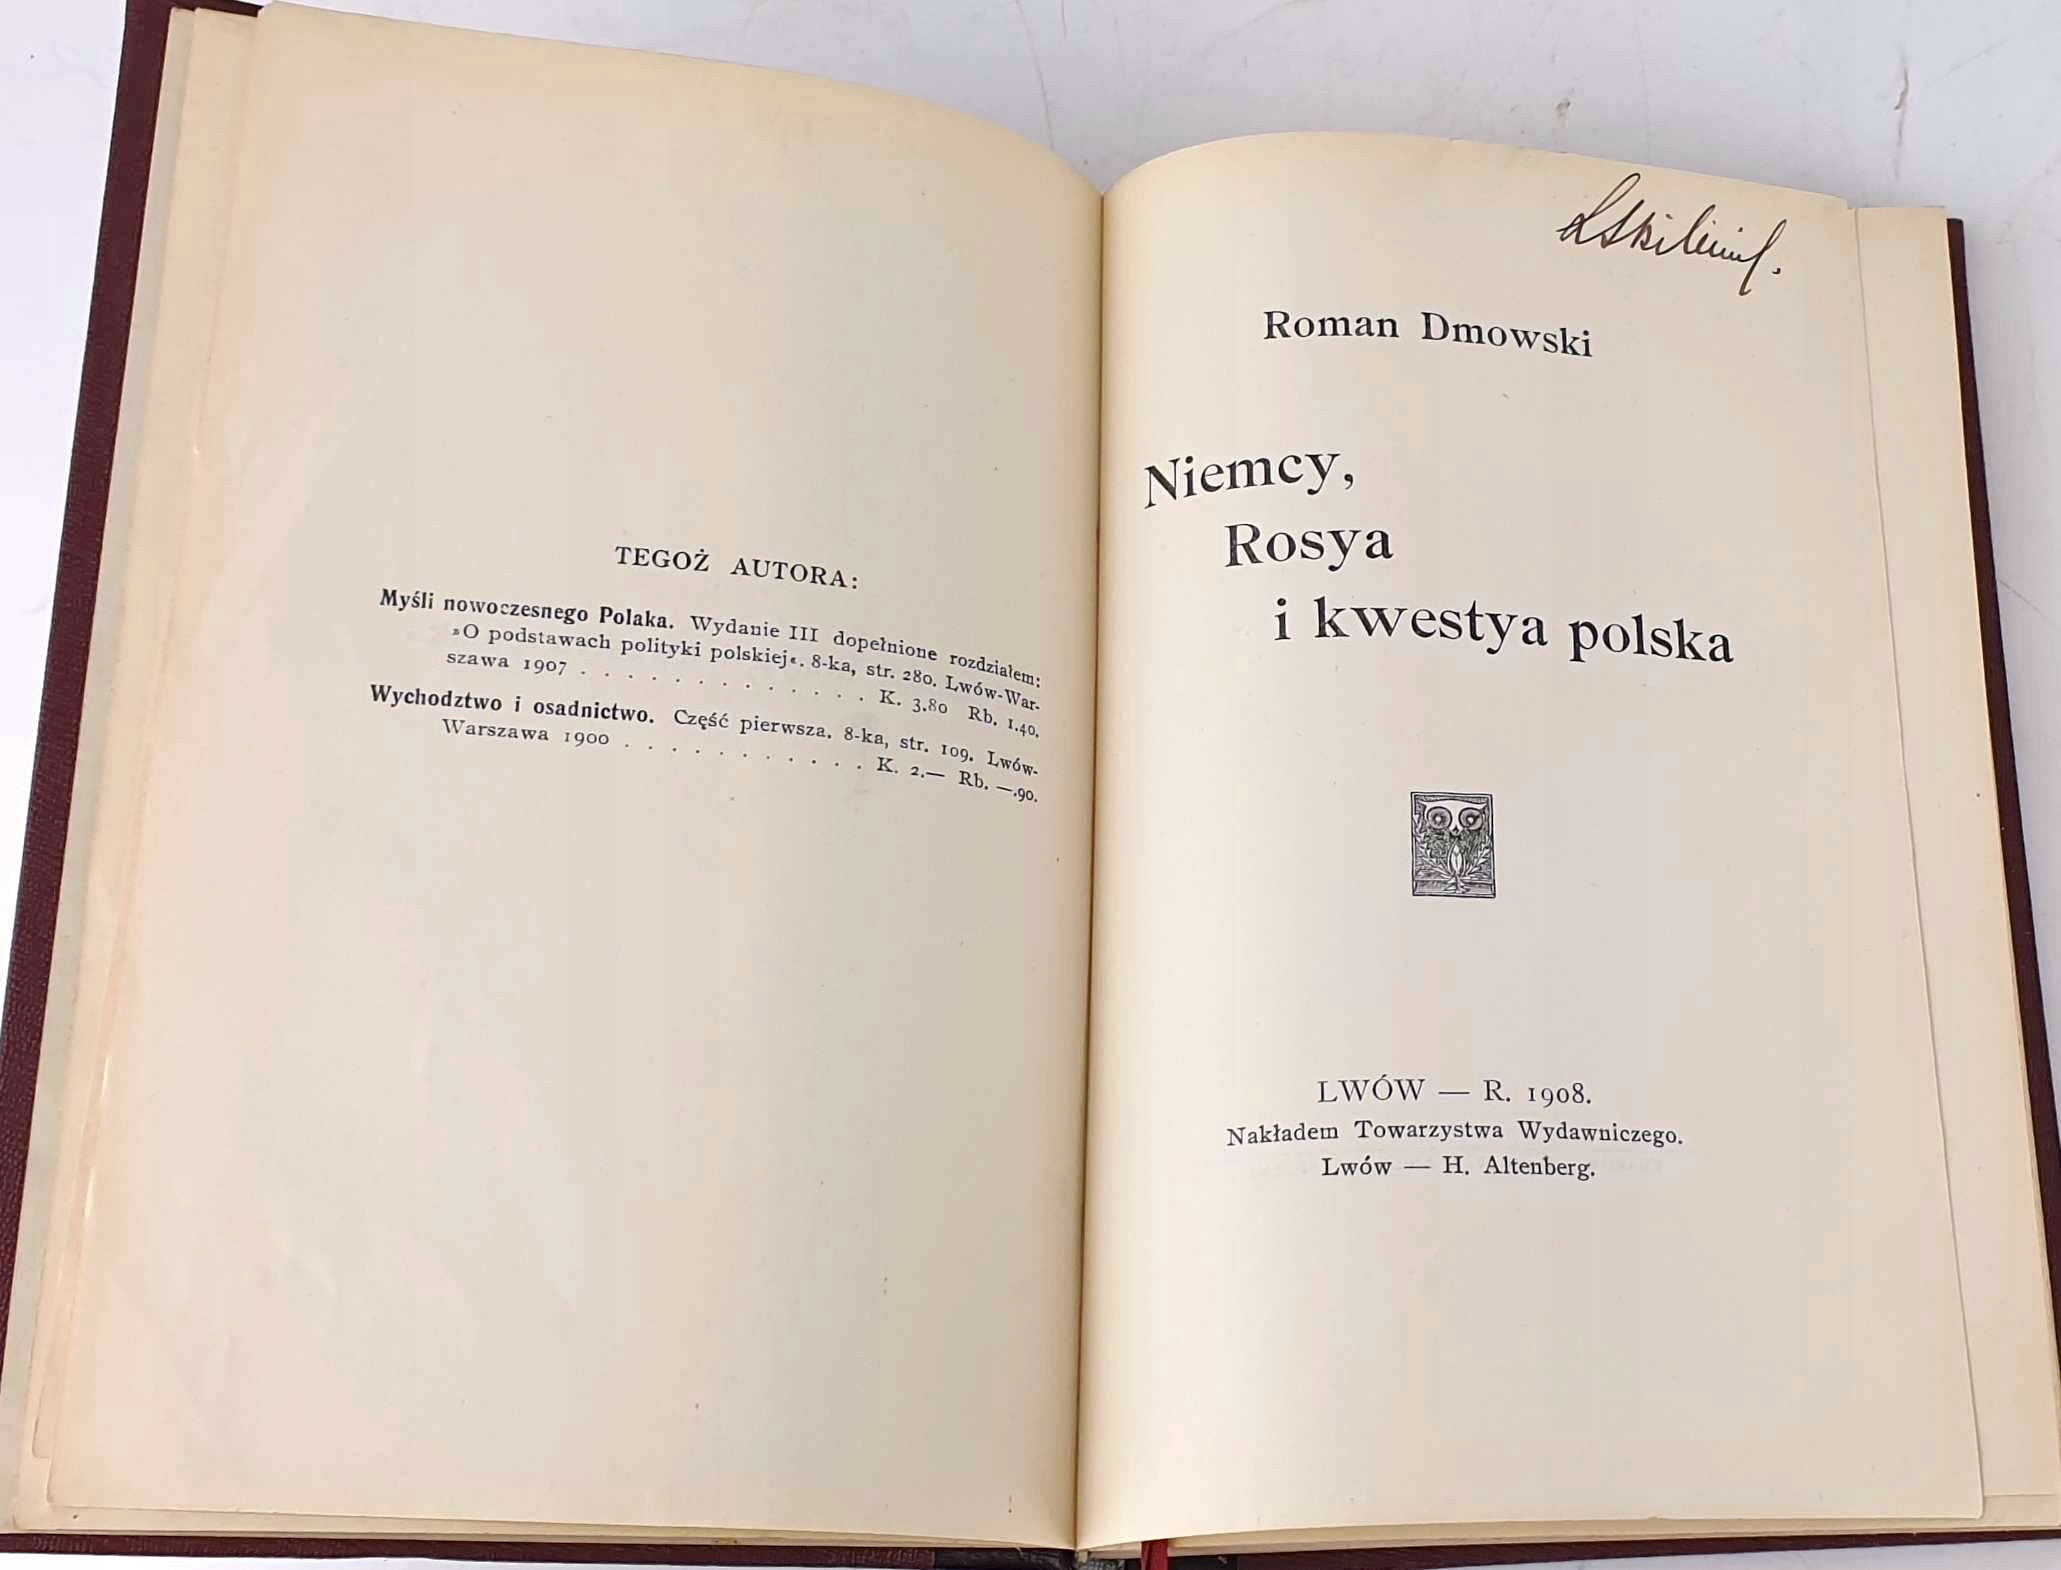 TEGOŻ AUTORA:
Myśli nowoczesnego Polaka. Wydanie III dopełnione rozdziałem:
»O podstawach polityki polskiej«. 8-ka, str. 280. Lwów-War-
szawa 1907 . . . . . . . . . . . . . K. 3.80 Rb. 1.40.
Wychodztwo i osadnictwo. Część pierwsza. 8-ka, str. 109. Lwów-
Warszawa 1900 . . . . . . . . . . . K. 2.— Rb. —.90.
Roman Dmowski
Niemcy,
Rosya
i kwestya polska
LWÓW — R. 1908.
Nakładem Towarzystwa Wydawniczego.
Lwów — H. Altenberg.